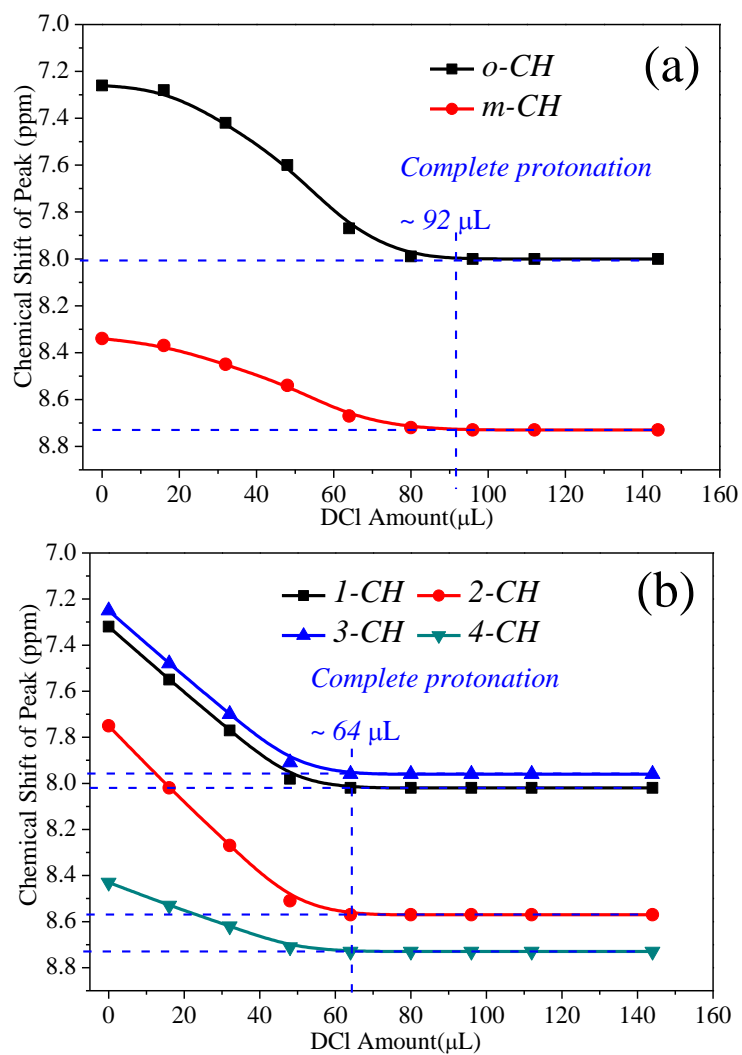 (a)
o-CH
m-CH
Complete protonation
~ 92 μL
Chemical Shift of Peak (ppm)
7.0
7.2
7.4
7.6
7.8
8.0
8.2
8.4
8.6
8.8
0 20 40 60 80 100 120 140 160
DCl Amount(μL)
(b)
1-CH 2-CH
3-CH 4-CH
Complete protonation
~ 64 μL
Chemical Shift of Peak (ppm)
7.0
7.2
7.4
7.6
7.8
8.0
8.2
8.4
8.6
8.8
0 20 40 60 80 100 120 140 160
DCl Amount(μL)